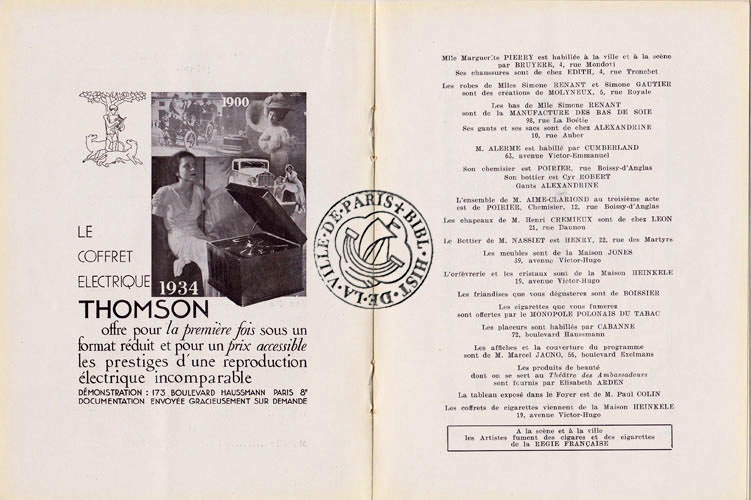 1900
1934
LE
COFFRET
ELECTRIQUE
THOMSON
offre pour la première fois sous un
format réduit et pour un prix accessible
les prestiges d'une reproduction
électrique incomparable
DÉMONSTRATION : 173 BOULEVARD HAUSSMANN PARIS 8e
DOCUMENTATION ENVOYÉE GRACIEUSEMENT SUR DEMANDE
VILLE·DE·PARIS
BIBL·HIST·DE·LA
Mlle Marguerite PIERRY est habillée à la ville et à la scène
par BRUYERE, 4, rue Mondovi
Ses chaussures sont de chez EDITH, 4, rue Tronchet
Les robes de Mlles Simone RENANT et Simone GAUTIER
sont des créations de MOLYNEUX, 5, rue Royale
Les bas de Mlle Simone RENANT
sont de la MANUFACTURE DES BAS DE SOIE
98, rue La Boétie
Ses gants et ses sacs sont de chez ALEXANDRINE
10, rue Auber
M. ALERME est habillé par CUMBERLAND
63, avenue Victor-Emmanuel
Son chemisier est POIRIER, rue Boissy-d'Anglas
Son bottier est Cyr ROBERT
Gants ALEXANDRINE
L'ensemble de M. AIME-CLARIOND au troisième acte
est de POIRIER, Chemisier, 12, rue Boissy-d'Anglas
Les chapeaux de M. Henri CREMIEUX sont de chez LEON
21, rue Daunou
Le Bottier de M. NASSIET est HENRY, 22, rue des Martyrs
Les meubles sont de la Maison JONES
39, avenue Victor-Hugo
L'orfèvrerie et les cristaux sont de la Maison HEINKELE
19, avenue Victor-Hugo
Les friandises que vous dégusterez sont de BOISSIER
Les cigarettes que vous fumerez
sont offertes par le MONOPOLE POLONAIS DU TABAC
Les placeurs sont habillés par CABANNE
72, boulevard Haussmann
Les affiches et la couverture du programme
sont de M. Marcel JACNO, 56, boulevard Exelmans
Les produits de beauté
dont on se sert au Théâtre des Ambassadeurs
sont fournis par Elisabeth ARDEN
La tableau exposé dans le Foyer est de M. Paul COLIN
Les coffrets de cigarettes viennent de la Maison HEINKELE
19, avenue Victor-Hugo
A la scène et à la ville
les Artistes fument des cigares et des cigarettes
de la REGIE FRANÇAISE